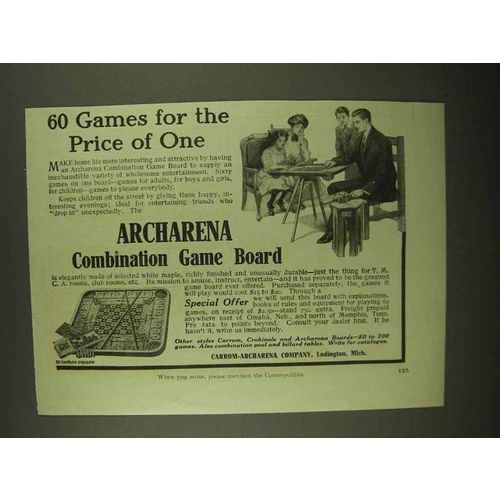 60 Games for the
Price of One
MAKE home life more interesting and attractive by having
an Archarena Combination Game Board to supply an
inexhaustible variety of wholesome entertainment. Sixty
games on one board—games for adults, for boys and girls,
for children—games to please everybody.
Keeps children off the street by giving them happy, in-
teresting evenings; ideal for entertaining friends who
"drop in" unexpectedly. The
ARCHARENA
Combination Game Board
is elegantly made of selected white maple, richly finished and unusually durable—just the thing for Y. M.
C. A. rooms, club rooms, etc. Its mission to amuse, instruct, entertain—and it has proved to be the greatest
game board ever offered. Purchased separately, the games it
will play would cost $15 to $20. Through a
Special Offer we will send this board with explanations,
books of rules and equipment for playing 60
games, on receipt of $2.50—stand 75c. extra. Freight prepaid
anywhere east of Omaha, Neb., and north of Memphis, Tenn.
Pro rata to points beyond. Consult your dealer first. If he
hasn't it, write us immediately.
Other styles Carrom, Crokinole and Archarena Boards—50 to 100
games. Also combination pool and billard tables. Write for catalogue.
CARROM-ARCHARENA COMPANY, Ludington, Mich.
inches square
When you write, please mention the Cosmopolitan